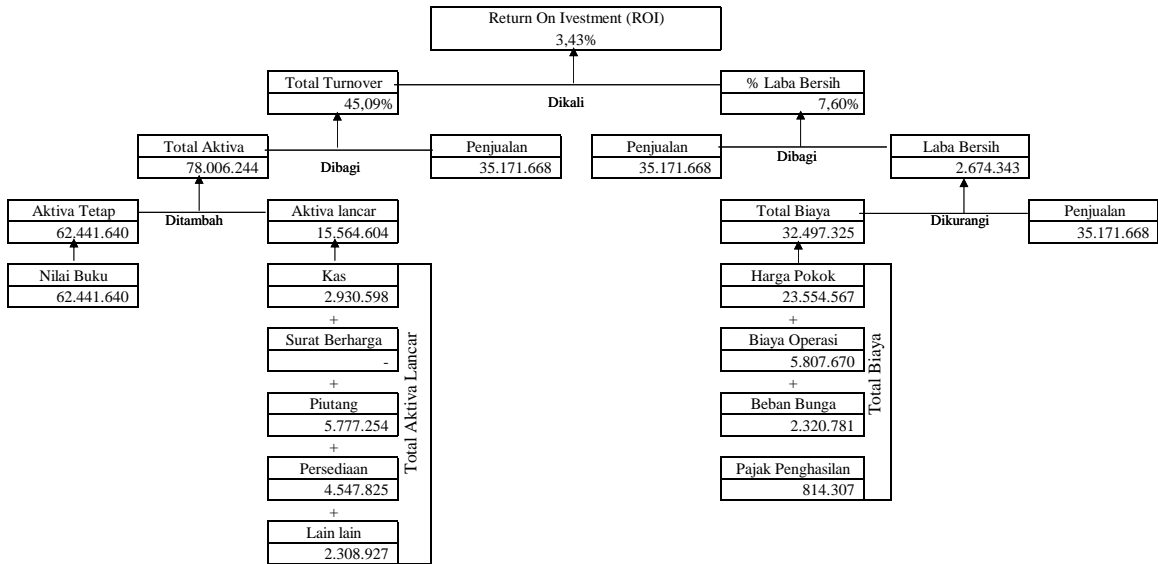 Return On Ivestment (ROI)
3,43%
Total Turnover
45,09%
Dikali
% Laba Bersih
7,60%
Total Aktiva
78.006.244
Dibagi
Penjualan
35.171.668
Penjualan
35.171.668
Dibagi
Laba Bersih
2.674.343
Aktiva Tetap
62.441.640
Ditambah
Aktiva lancar
15.564.604
Total Biaya
32.497.325
Dikurangi
Penjualan
35.171.668
Nilai Buku
62.441.640
Kas
2.930.598
+
Surat Berharga
-
+
Piutang
5.777.254
+
Persediaan
4.547.825
+
Lain lain
2.308.927
Total Aktiva Lancar
Harga Pokok
23.554.567
+
Biaya Operasi
5.807.670
+
Beban Bunga
2.320.781
Pajak Penghasilan
814.307
Total Biaya